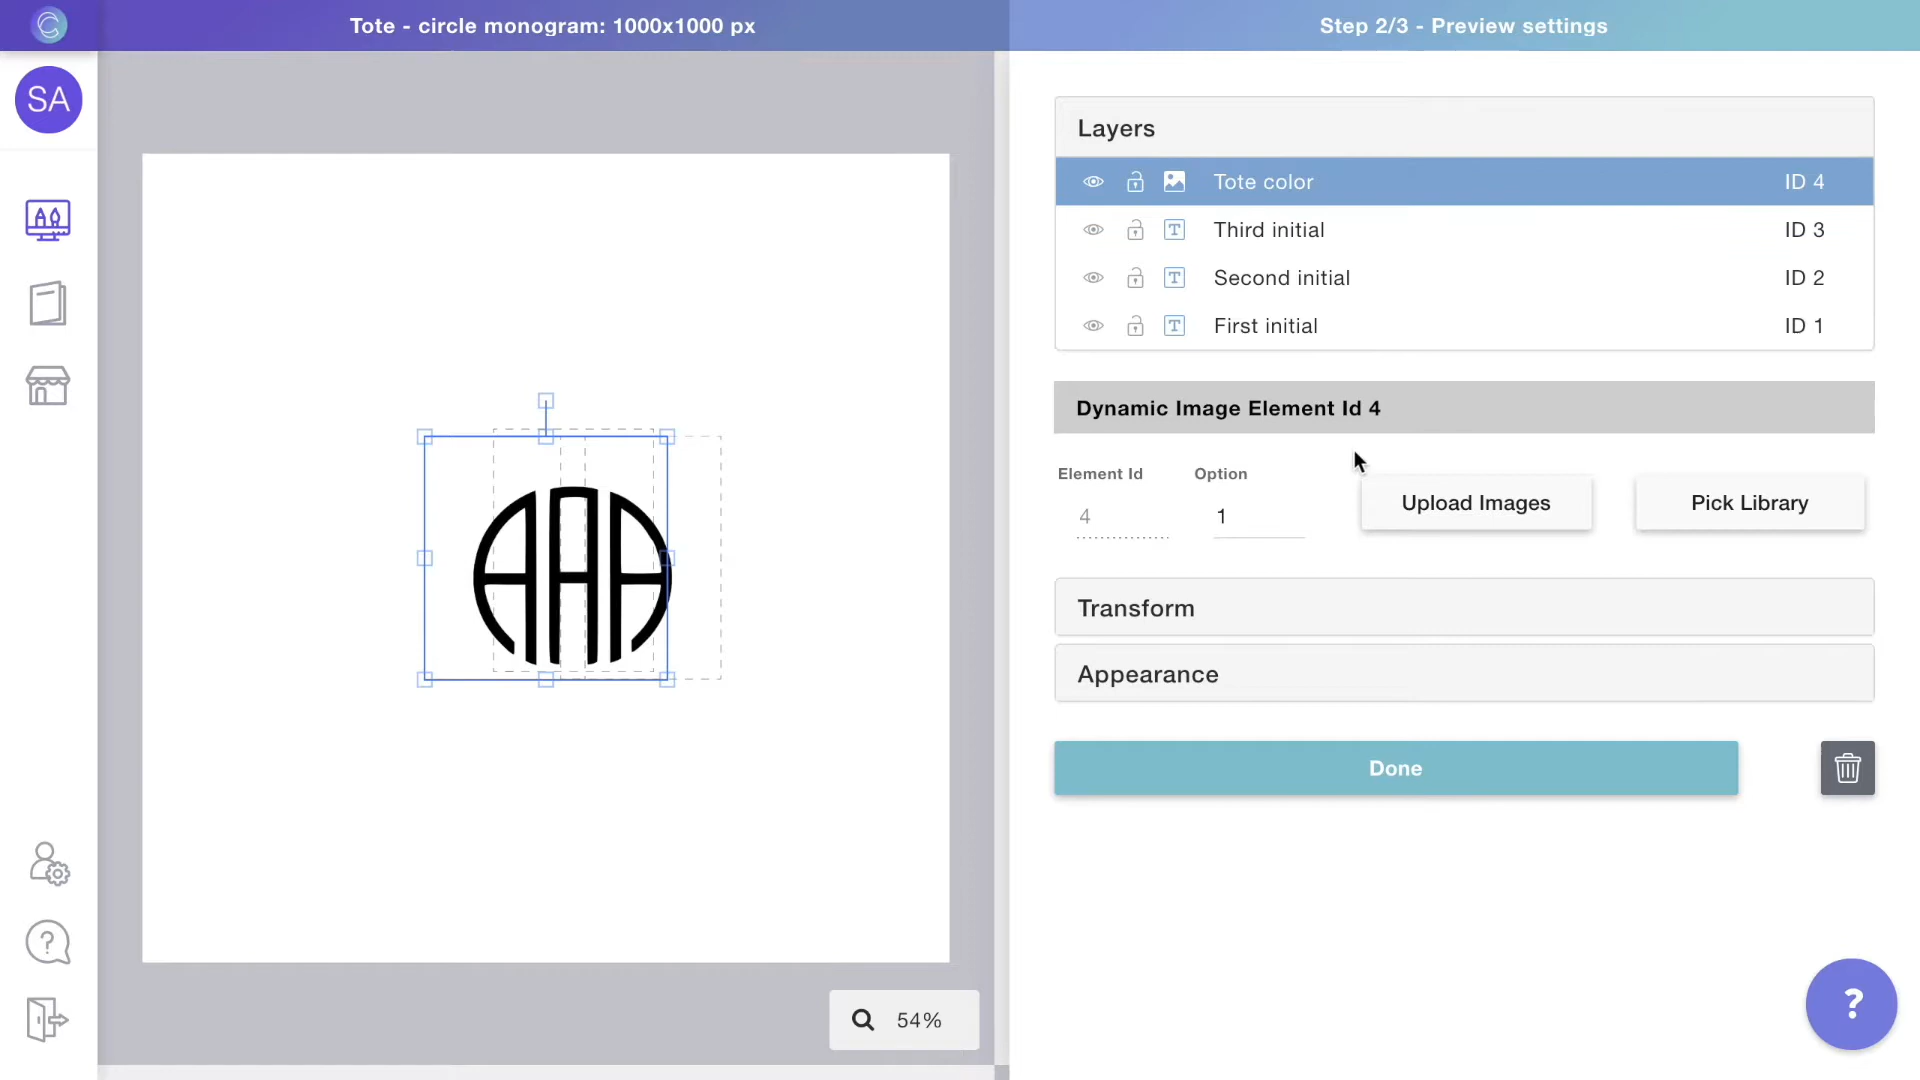 Tote - circle monogram: 1000x1000 px
Step 2/3 - Preview settings
SA
Layers
Tote color ID 4
T Third initial ID 3
T Second initial ID 2
T First initial ID 1
Dynamic Image Element Id 4
Element Id Option
4 1 Upload Images Pick Library
Transform
Appearance
Done
AAA
54%
?
?